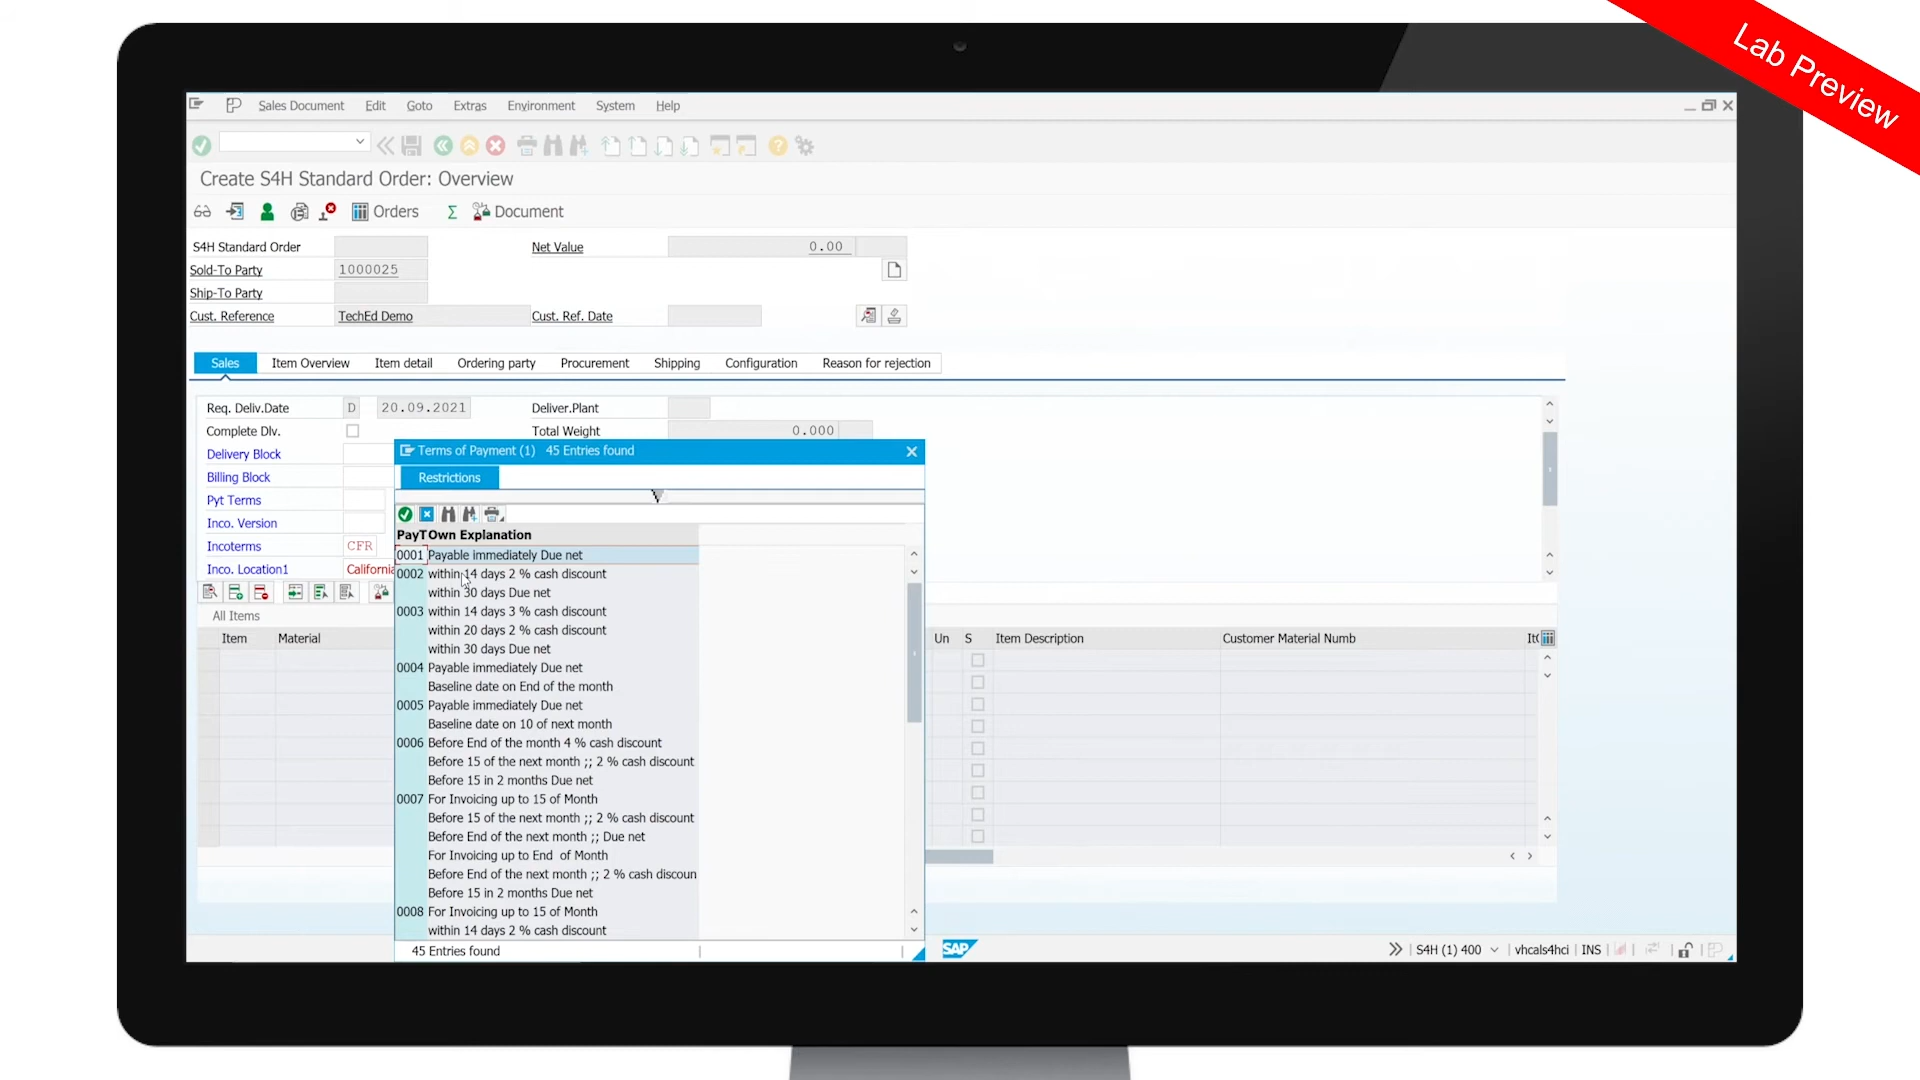 Lab Preview
Sales Document Edit Goto Extras Environment System Help
Create S4H Standard Order: Overview
Orders Σ Document
S4H Standard Order Net Value 0.00
Sold-To Party 1000025
Ship-To Party
Cust. Reference TechEd Demo Cust. Ref. Date
Sales Item Overview Item detail Ordering party Procurement Shipping Configuration Reason for rejection
Req. Deliv.Date D 20.09.2021 Deliver.Plant
Complete Dlv. Total Weight 0.000
Delivery Block
Billing Block
Pyt Terms
Inco. Version
Incoterms CFR
Inco. Location1 California
All Items
Item Material Un S Item Description Customer Material Numb It
Terms of Payment (1) 45 Entries found
Restrictions
PayT Own Explanation
0001 Payable immediately Due net
0002 within 14 days 2 % cash discount
within 30 days Due net
0003 within 14 days 3 % cash discount
within 20 days 2 % cash discount
within 30 days Due net
0004 Payable immediately Due net
Baseline date on End of the month
0005 Payable immediately Due net
Baseline date on 10 of next month
0006 Before End of the month 4 % cash discount
Before 15 of the next month ;; 2 % cash discount
Before 15 in 2 months Due net
0007 For Invoicing up to 15 of Month
Before 15 of the next month ;; 2 % cash discount
Before End of the next month ;; Due net
For Invoicing up to End of Month
Before End of the next month ;; 2 % cash discoun
Before 15 in 2 months Due net
0008 For Invoicing up to 15 of Month
within 14 days 2 % cash discount
45 Entries found
SAP S4H (1) 400 vhcals4hci INS